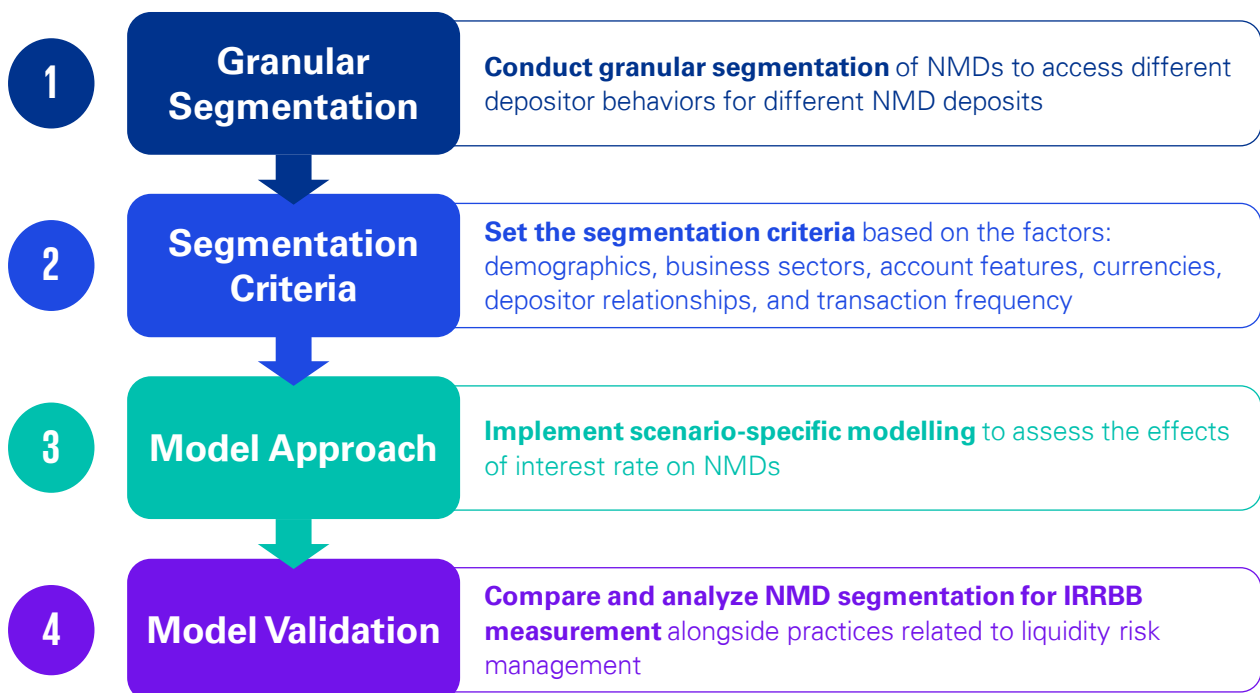 1
Granular
Segmentation
Conduct granular segmentation of NMDs to access different
depositor behaviors for different NMD deposits
2
Segmentation
Criteria
Set the segmentation criteria based on the factors:
demographics, business sectors, account features, currencies,
depositor relationships, and transaction frequency
3
Model Approach
Implement scenario-specific modelling to assess the effects
of interest rate on NMDs
4
Model Validation
Compare and analyze NMD segmentation for IRRBB
measurement alongside practices related to liquidity risk
management